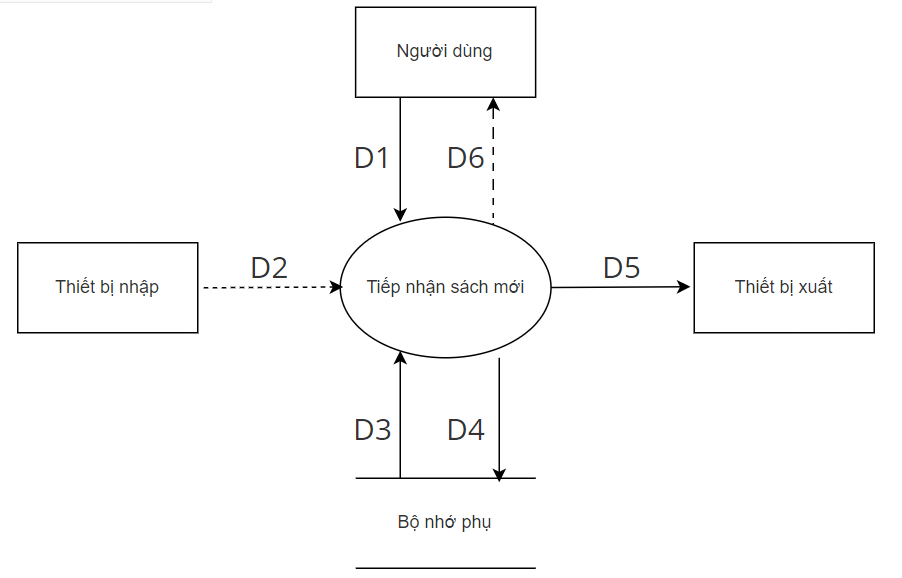 Người dùng
D1
D6
D2
D5
Thiết bị nhập
Tiếp nhận sách mới
Thiết bị xuất
D3
D4
Bộ nhớ phụ